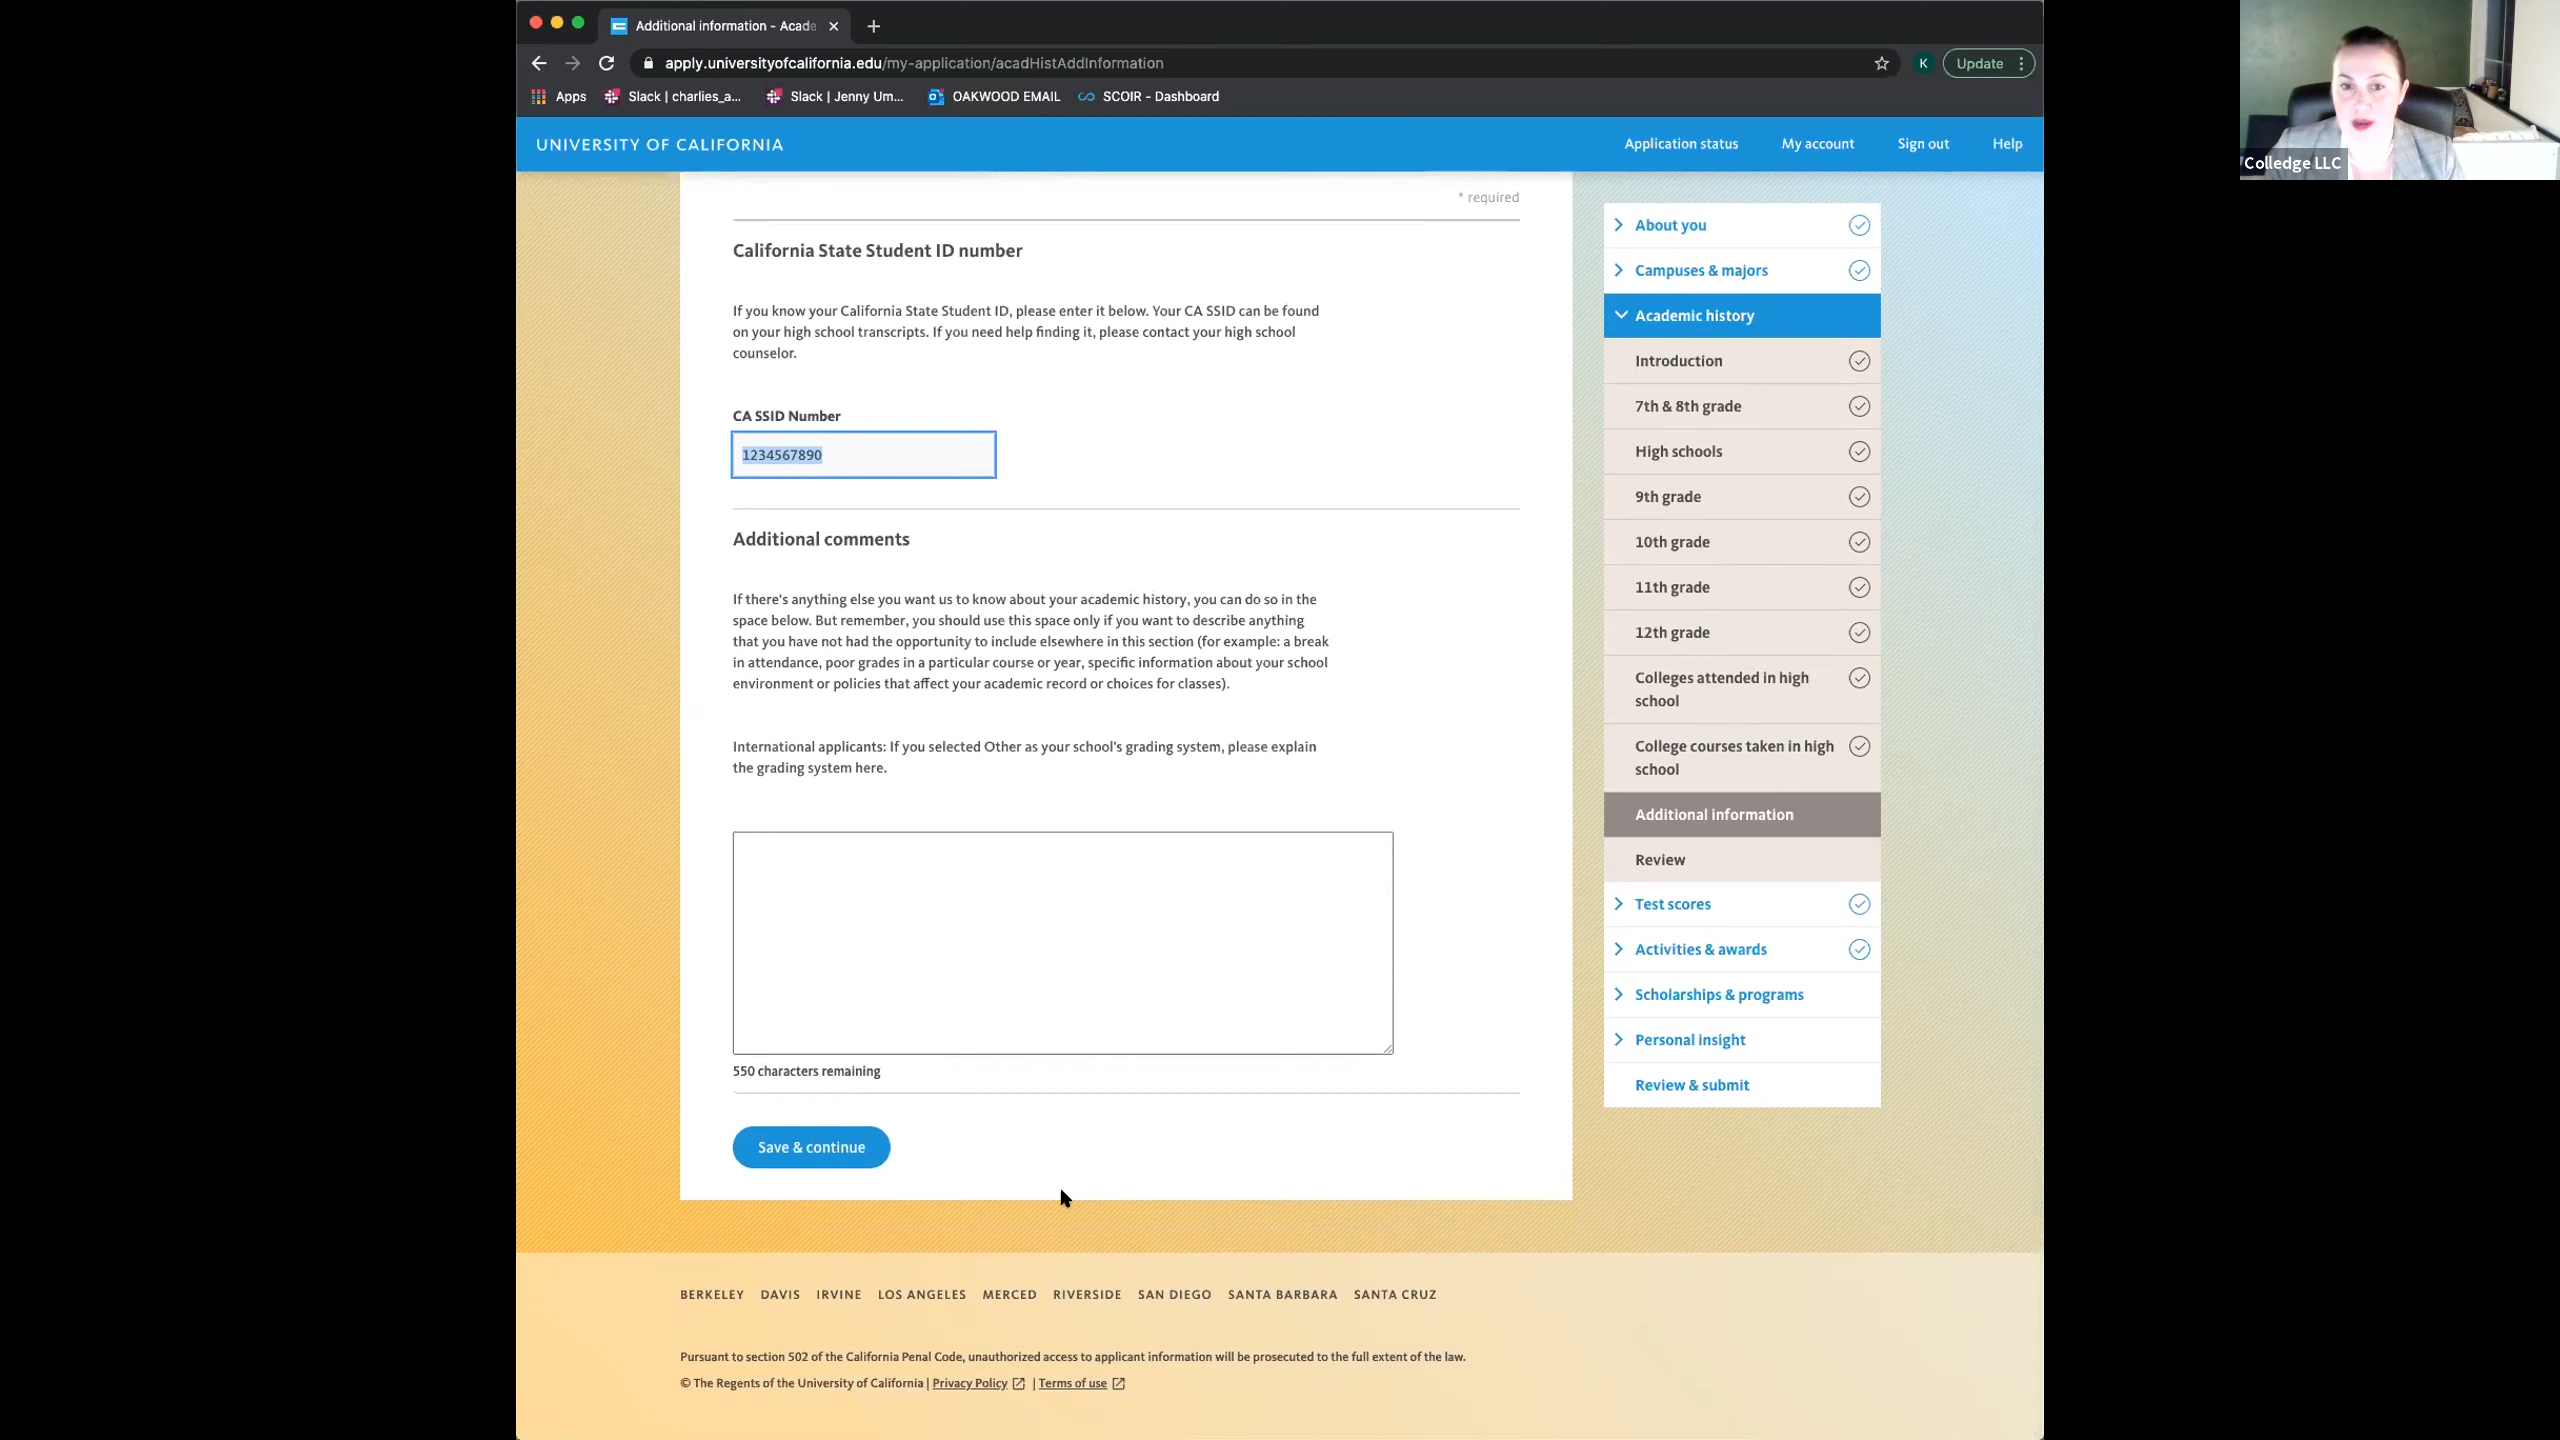 Additional information - Acade
apply.universityofcalifornia.edu/my-application/acadHistAddInformation
K
Update
Apps
Slack | charlies_a...
Slack | Jenny Um...
OAKWOOD EMAIL
SCOIR - Dashboard
Colledge LLC
UNIVERSITY OF CALIFORNIA
Application status
My account
Sign out
Help
* required
California State Student ID number
If you know your California State Student ID, please enter it below. Your CA SSID can be found
on your high school transcripts. If you need help finding it, please contact your high school
counselor.
CA SSID Number
1234567890
Additional comments
If there's anything else you want us to know about your academic history, you can do so in the
space below. But remember, you should use this space only if you want to describe anything
that you have not had the opportunity to include elsewhere in this section (for example: a break
in attendance, poor grades in a particular course or year, specific information about your school
environment or policies that affect your academic record or choices for classes).
International applicants: If you selected Other as your school's grading system, please explain
the grading system here.
550 characters remaining
Save & continue
About you
Campuses & majors
Academic history
Introduction
7th & 8th grade
High schools
9th grade
10th grade
11th grade
12th grade
Colleges attended in high
school
College courses taken in high
school
Additional information
Review
Test scores
Activities & awards
Scholarships & programs
Personal insight
Review & submit
BERKELEY DAVIS IRVINE LOS ANGELES MERCED RIVERSIDE SAN DIEGO SANTA BARBARA SANTA CRUZ
Pursuant to section 502 of the California Penal Code, unauthorized access to applicant information will be prosecuted to the full extent of the law.
© The Regents of the University of California | Privacy Policy | Terms of use